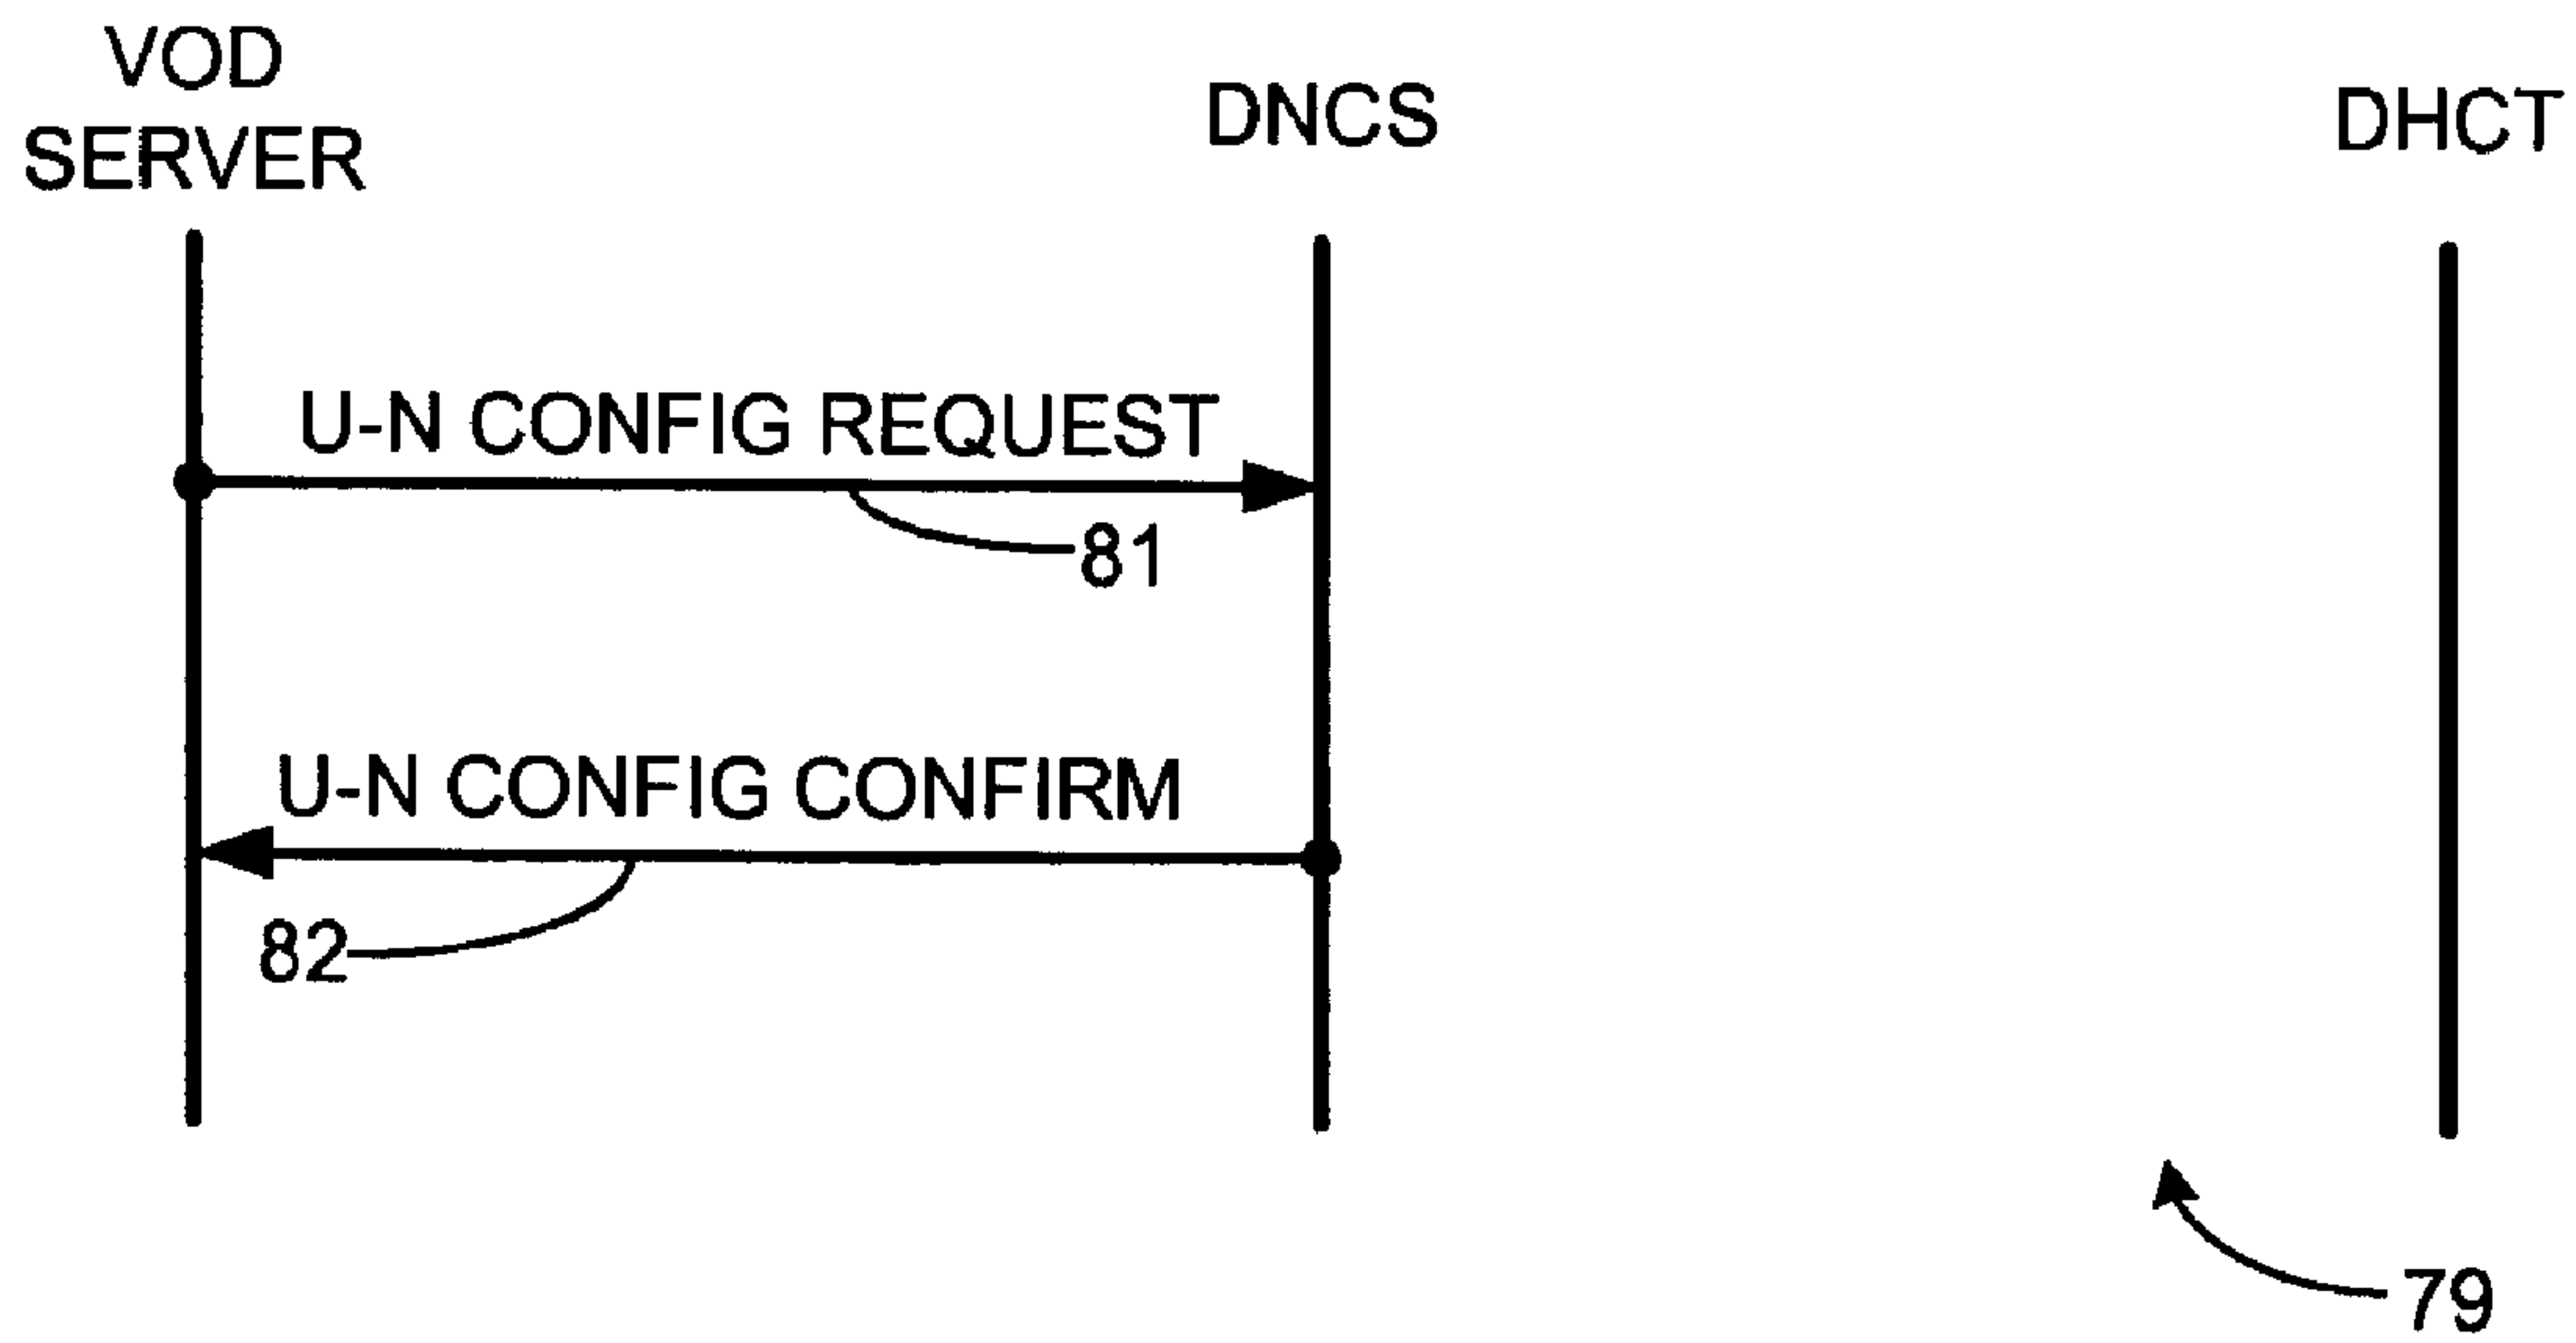 VOD
SERVER
DNCS
DHCT
U-N CONFIG REQUEST
81
U-N CONFIG CONFIRM
82
79